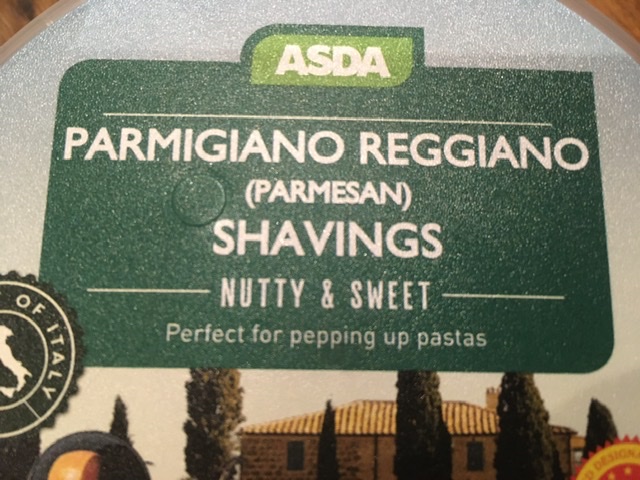 ASDA
PARMIGIANO REGGIANO
(PARMESAN)
SHAVINGS
NUTTY & SWEET
Perfect for pepping up pastas
OF ITALY